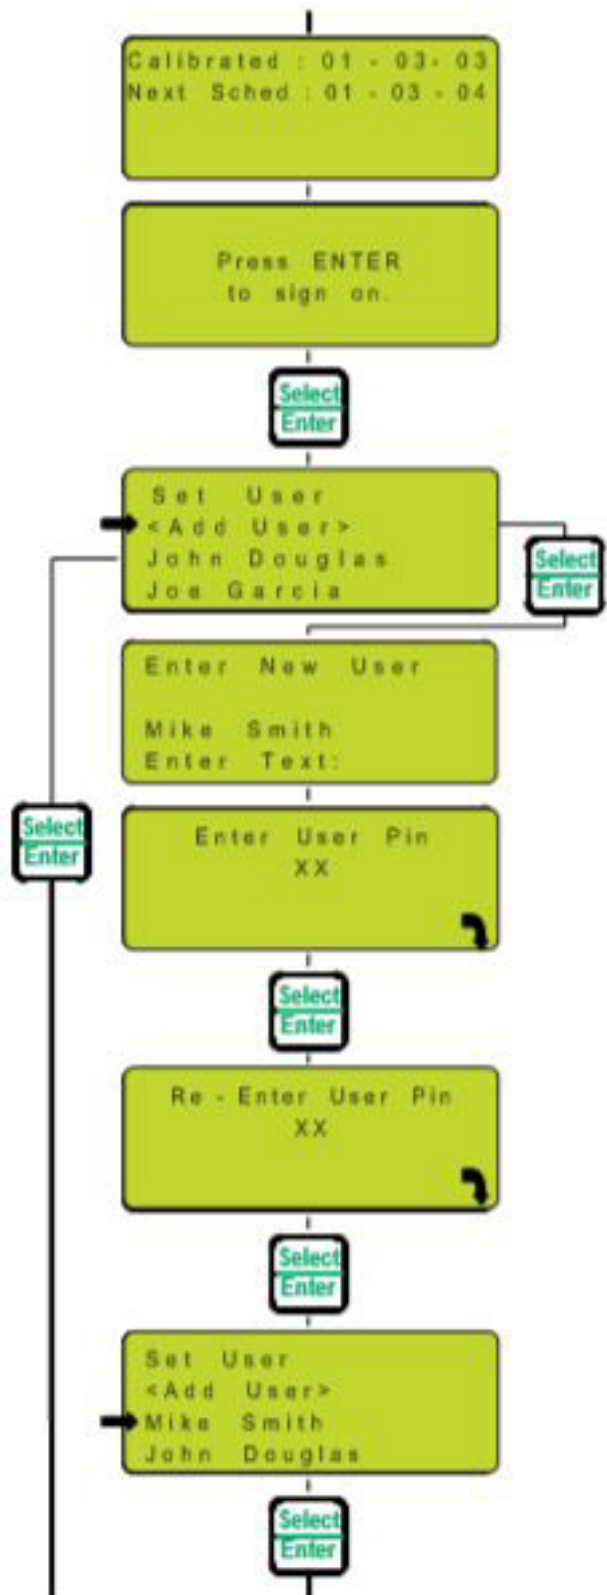 Calibrated : 01 - 03- 03
Next Sched : 01 - 03 - 04
Press ENTER
to sign on.
Select
Enter
Set User
<Add User>
John Douglas
Joe Garcia
Select
Enter
Enter New User
Mike Smith
Enter Text:
Select
Enter
Enter User Pin
XX
Select
Enter
Re - Enter User Pin
XX
Select
Enter
Set User
<Add User>
Mike Smith
John Douglas
Select
Enter